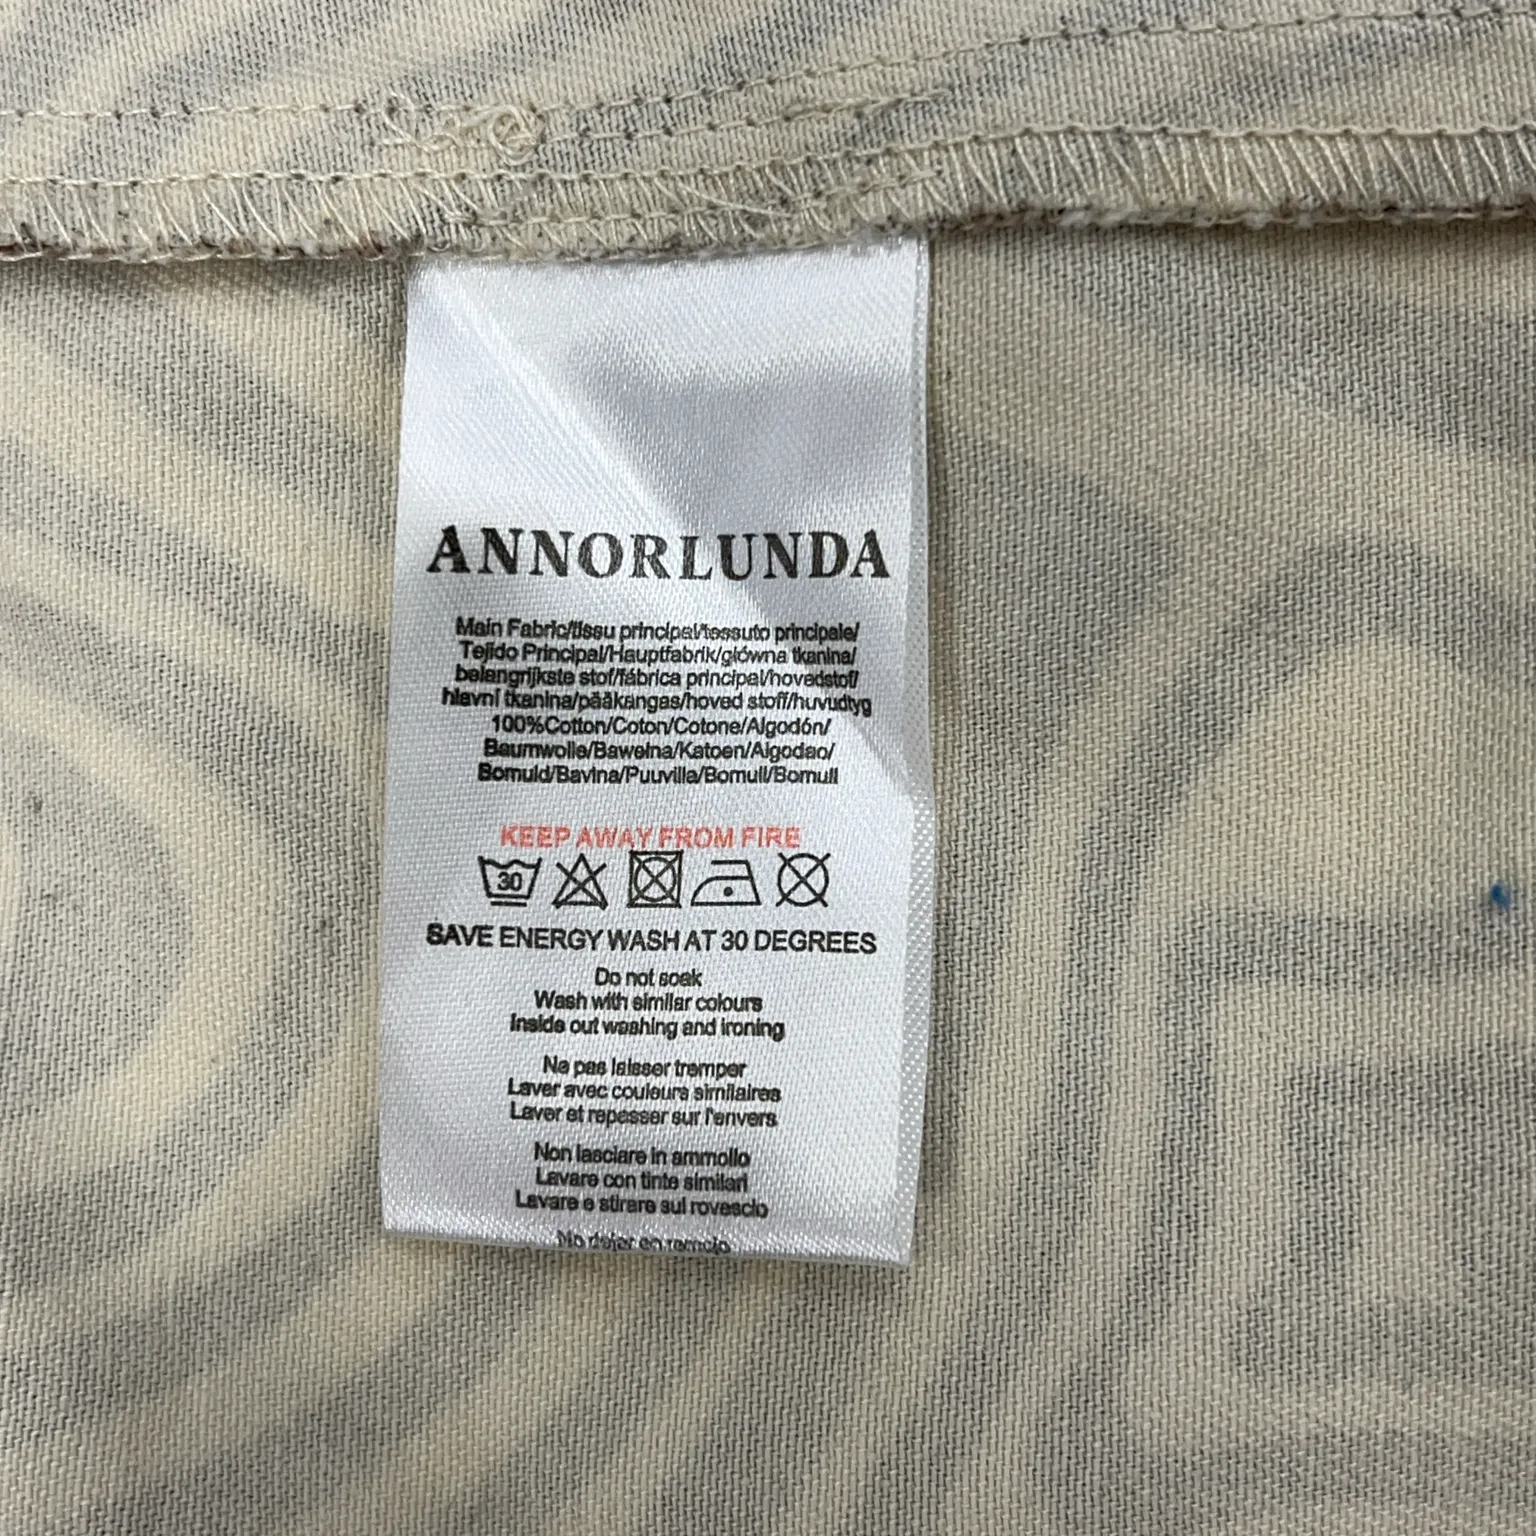 ANNORLUNDA
Main Fabric/tissu principal/tessuto principale/
Tejido Principal/Hauptfabrik/główna tkanina/
belangrijkste stof/fábrica principal/hovedstof/
hlavní tkanina/pääkangas/hoved stoff/huvudtyg
100%Cotton/Coton/Cotone/Algodón/
Baumwolle/Bawełna/Katoen/Algodao/
Bomuld/Bavlna/Puuvilla/Bomull/Bomull
KEEP AWAY FROM FIRE
30
SAVE ENERGY WASH AT 30 DEGREES
Do not soak
Wash with similar colours
Inside out washing and ironing
Ne pas laisser tremper
Laver avec couleurs similaires
Laver et repasser sur l'envers
Non lasciare in ammollo
Lavare con tinte similari
Lavare e stirare sul rovescio
No dejar en remojo